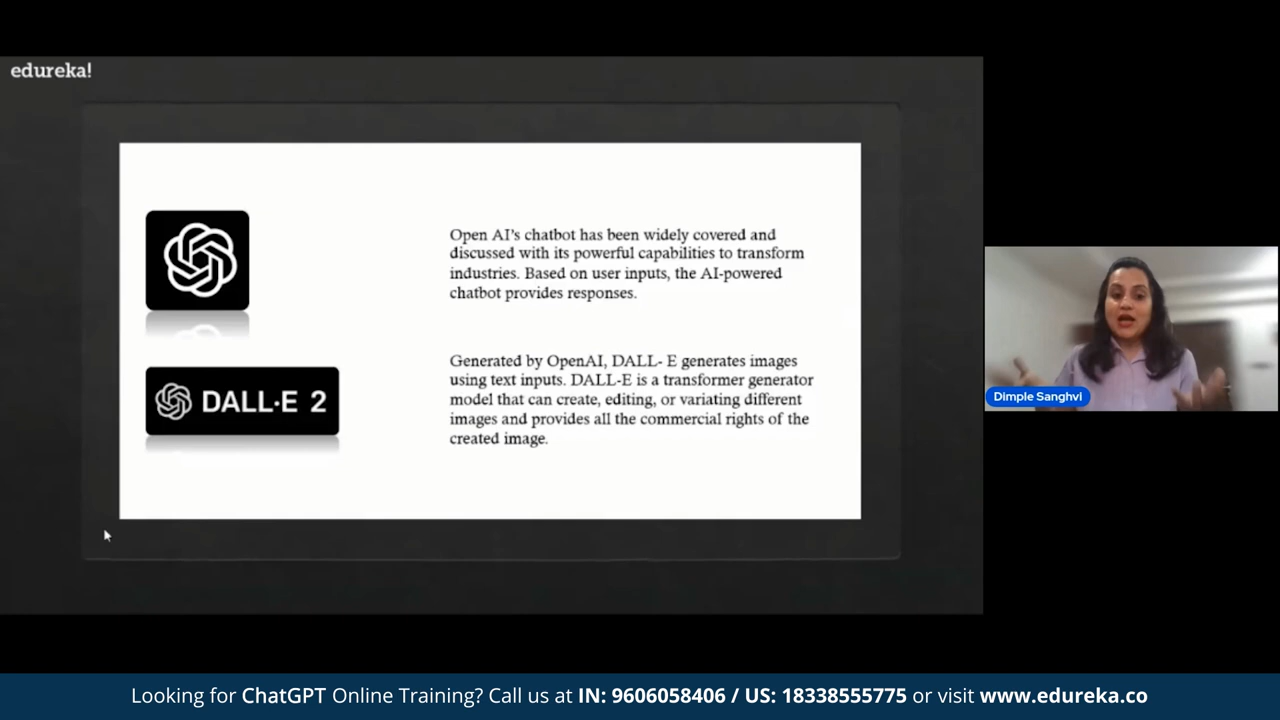 edureka!
Open AI’s chatbot has been widely covered and
discussed with its powerful capabilities to transform
industries. Based on user inputs, the AI-powered
chatbot provides responses.
Generated by OpenAI, DALL- E generates images
using text inputs. DALL-E is a transformer generator
model that can create, editing, or variating different
images and provides all the commercial rights of the
created image.
DALL·E 2
Dimple Sanghvi
Looking for ChatGPT Online Training? Call us at IN: 9606058406 / US: 18338555775 or visit www.edureka.co